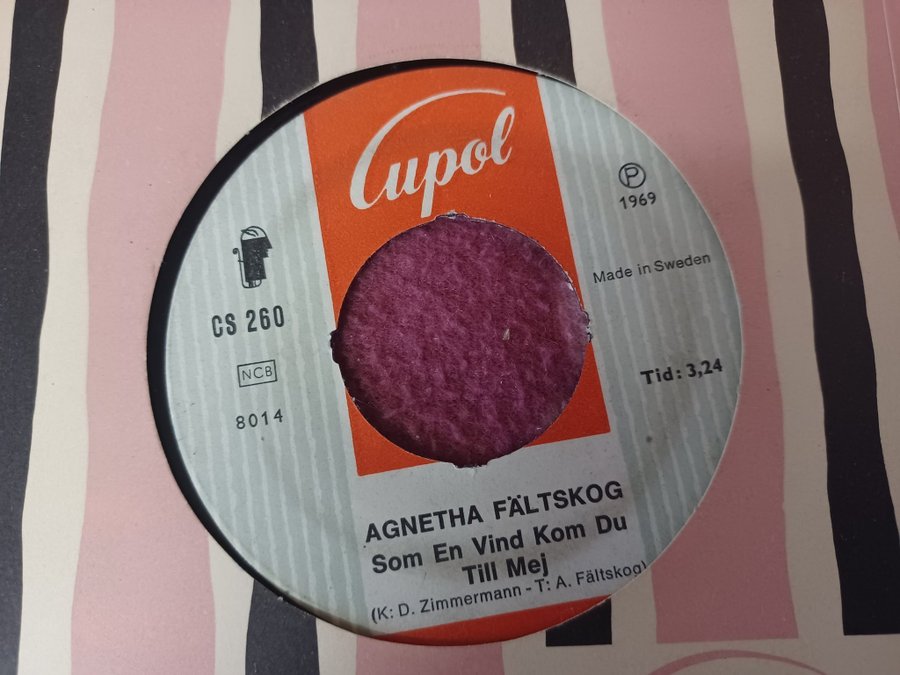 Cupol
CS 260
NCB
8014
℗
1969
Made in Sweden
Tid: 3,24
AGNETHA FÄLTSKOG
Som En Vind Kom Du
Till Mej
(K: D. Zimmermann - T: A. Fältskog)